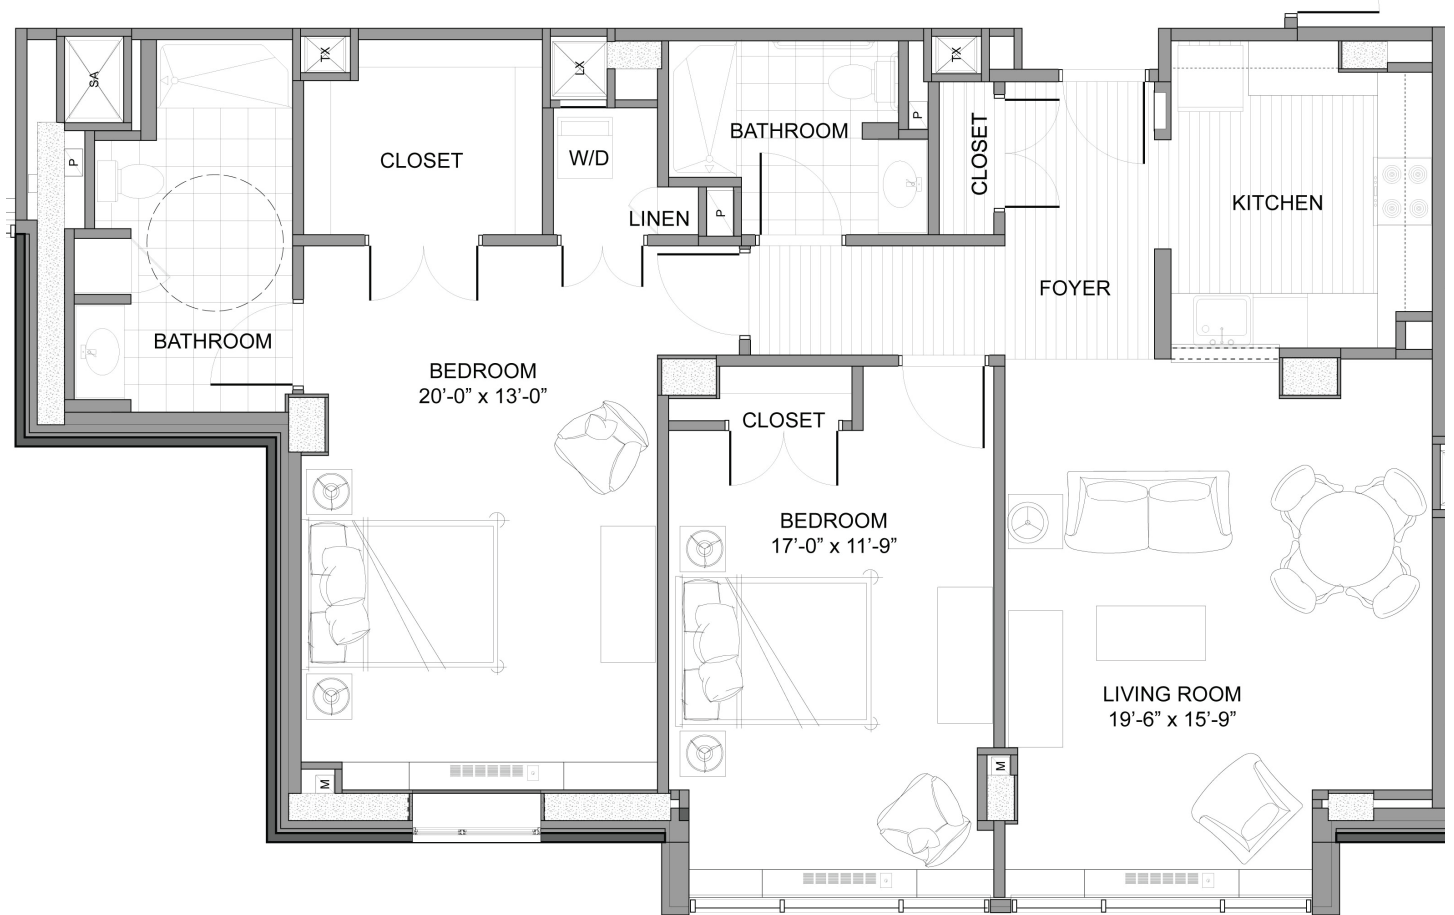 SA
TX
LX
TX
P
CLOSET
W/D
BATHROOM
P
CLOSET
LINEN
P
KITCHEN
FOYER
BATHROOM
BEDROOM
20’-0” x 13’-0”
CLOSET
BEDROOM
17’-0” x 11’-9”
LIVING ROOM
19’-6” x 15’-9”
M
M